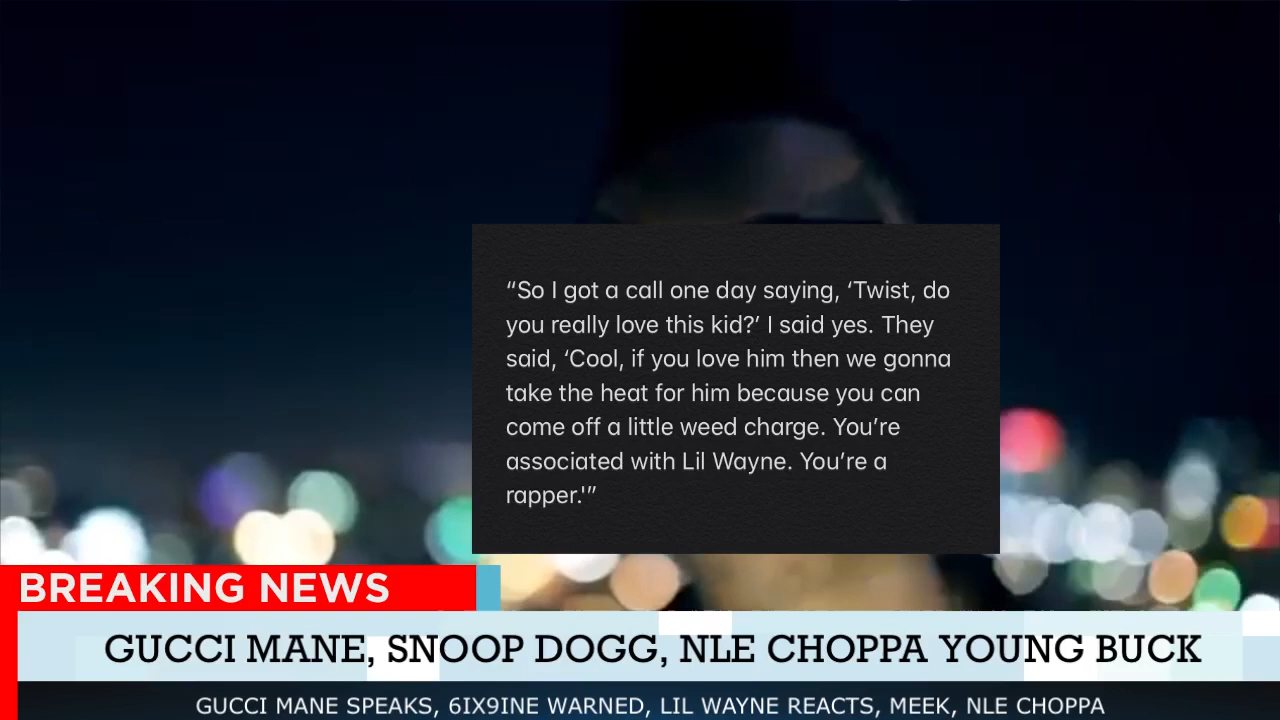 “So I got a call one day saying, ‘Twist, do
you really love this kid?’ I said yes. They
said, ‘Cool, if you love him then we gonna
take the heat for him because you can
come off a little weed charge. You’re
associated with Lil Wayne. You’re a
rapper.'”
BREAKING NEWS
GUCCI MANE, SNOOP DOGG, NLE CHOPPA YOUNG BUCK
GUCCI MANE SPEAKS, 6IX9INE WARNED, LIL WAYNE REACTS, MEEK, NLE CHOPPA